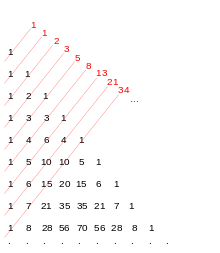 1
1
2
3
5
8
13
21
34
...
1
1 1
1 2 1
1 3 3 1
1 4 6 4 1
1 5 10 10 5 1
1 6 15 20 15 6 1
1 7 21 35 35 21 7 1
1 8 28 56 70 56 28 8 1
. . . . . . . . . .